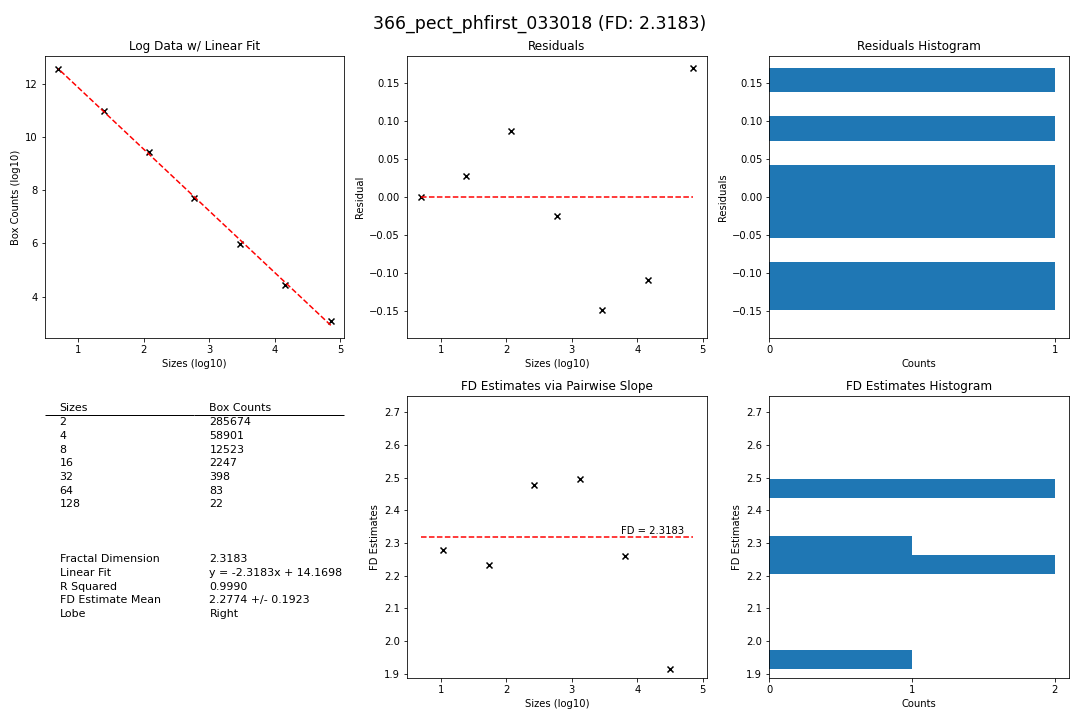 366_pect_phfirst_033018 (FD: 2.3183)
Log Data w/ Linear Fit
12
10
8
6
4
Box Counts (log10)
1 2 3 4 5
Sizes (log10)
Residuals
0.15
0.10
0.05
0.00
−0.05
−0.10
−0.15
Residual
1 2 3 4 5
Sizes (log10)
Residuals Histogram
0.15
0.10
0.05
0.00
−0.05
−0.10
−0.15
Residuals
0 1
Counts
Sizes Box Counts
2 285674
4 58901
8 12523
16 2247
32 398
64 83
128 22
Fractal Dimension 2.3183
Linear Fit y = -2.3183x + 14.1698
R Squared 0.9990
FD Estimate Mean 2.2774 +/- 0.1923
Lobe Right
FD Estimates via Pairwise Slope
2.7
2.6
2.5
2.4
2.3
2.2
2.1
2.0
1.9
FD Estimates
FD = 2.3183
1 2 3 4 5
Sizes (log10)
FD Estimates Histogram
2.7
2.6
2.5
2.4
2.3
2.2
2.1
2.0
1.9
FD Estimates
0 1 2
Counts